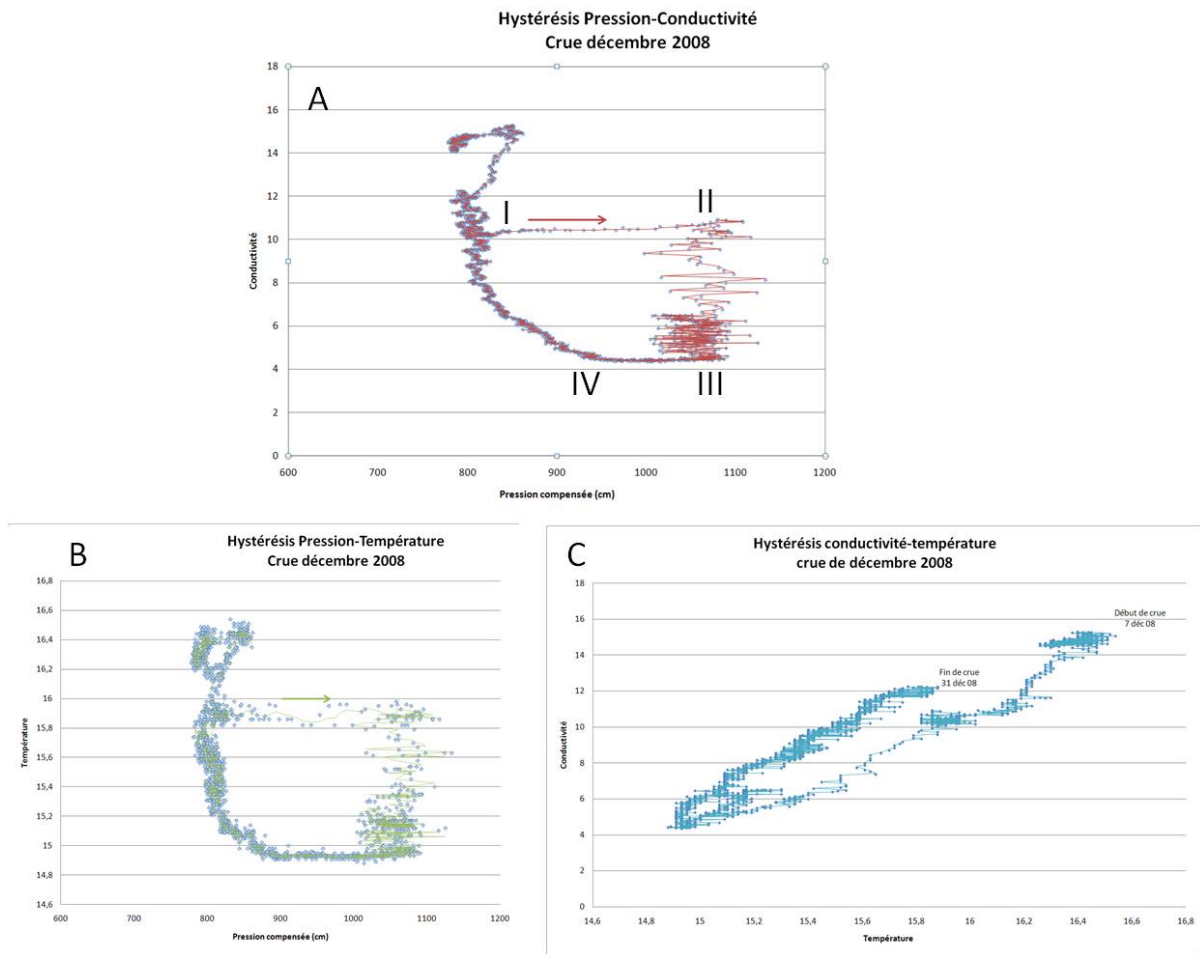 Hystérésis Pression-Conductivité
Crue décembre 2008
A
Conductivité
18
16
14
12
10
8
6
4
2
0
I
II
III
IV
600
700
800
900
1000
1100
1200
Pression compensée (cm)
B
Hystérésis Pression-Température
Crue décembre 2008
Température
16,8
16,6
16,4
16,2
16
15,8
15,6
15,4
15,2
15
14,8
14,6
600
700
800
900
1000
1100
1200
Pression compensée (cm)
C
Hystérésis conductivité-température
crue de décembre 2008
Conductivité
18
16
14
12
10
8
6
4
2
0
Début de crue
7 déc 08
Fin de crue
31 déc 08
14,6
15
15,2
15,4
15,6
15,8
16
16,2
16,4
16,6
16,8
Température